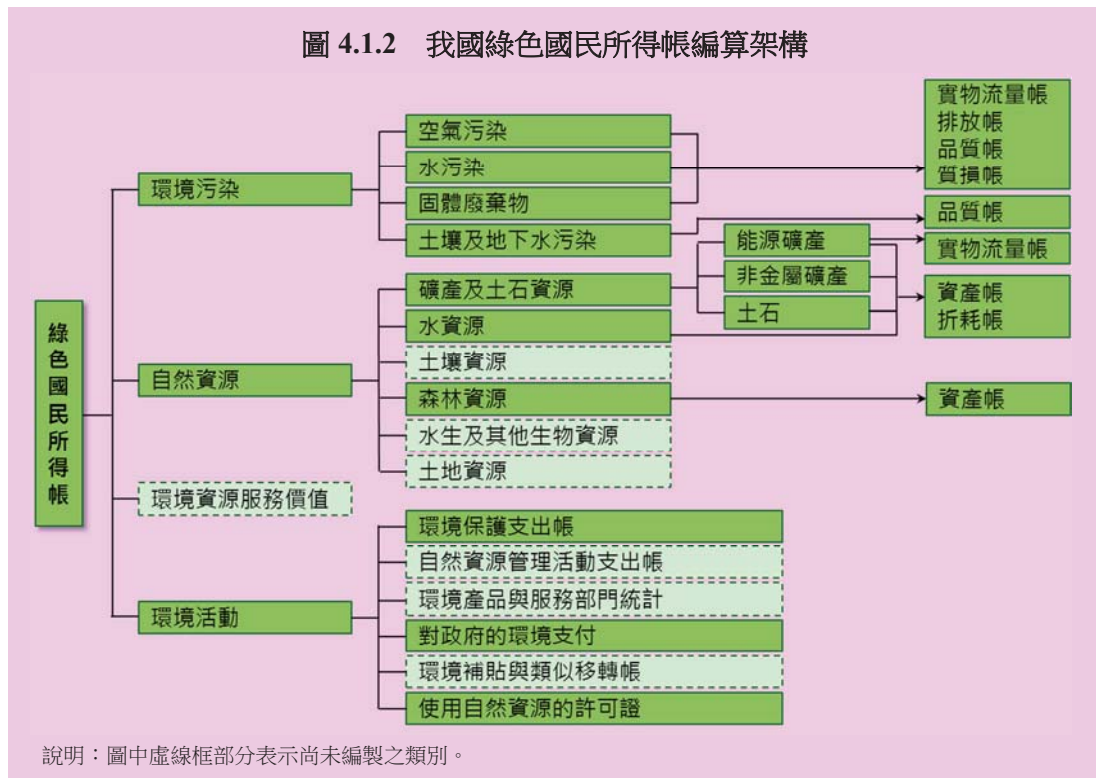 圖 4.1.2 我國綠色國民所得帳編算架構
綠色國民所得帳
環境污染
空氣污染
水污染
固體廢棄物
土壤及地下水污染
實物流量帳
排放帳
品質帳
質損帳
品質帳
自然資源
礦產及土石資源
能源礦產
非金屬礦產
土石
實物流量帳
資產帳
折耗帳
水資源
土壤資源
森林資源
資產帳
水生及其他生物資源
土地資源
環境資源服務價值
環境活動
環境保護支出帳
自然資源管理活動支出帳
環境產品與服務部門統計
對政府的環境支付
環境補貼與類似移轉帳
使用自然資源的許可證
說明：圖中虛線框部分表示尚未編製之類別。